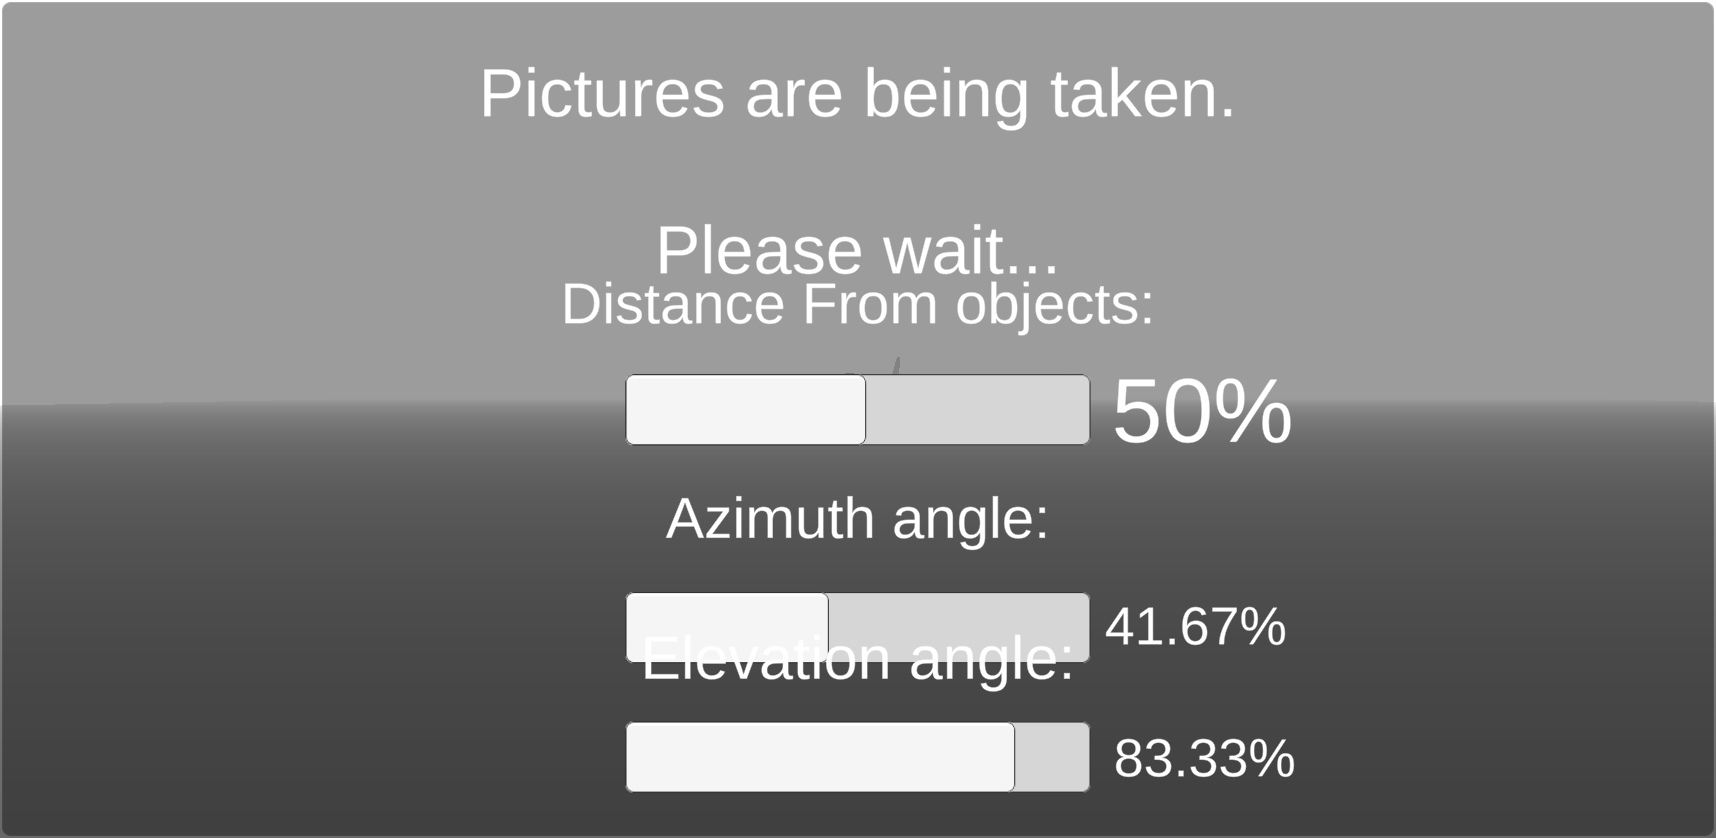 Pictures are being taken.
Please wait...
Distance From objects:
50%
Azimuth angle:
41.67%
Elevation angle:
83.33%